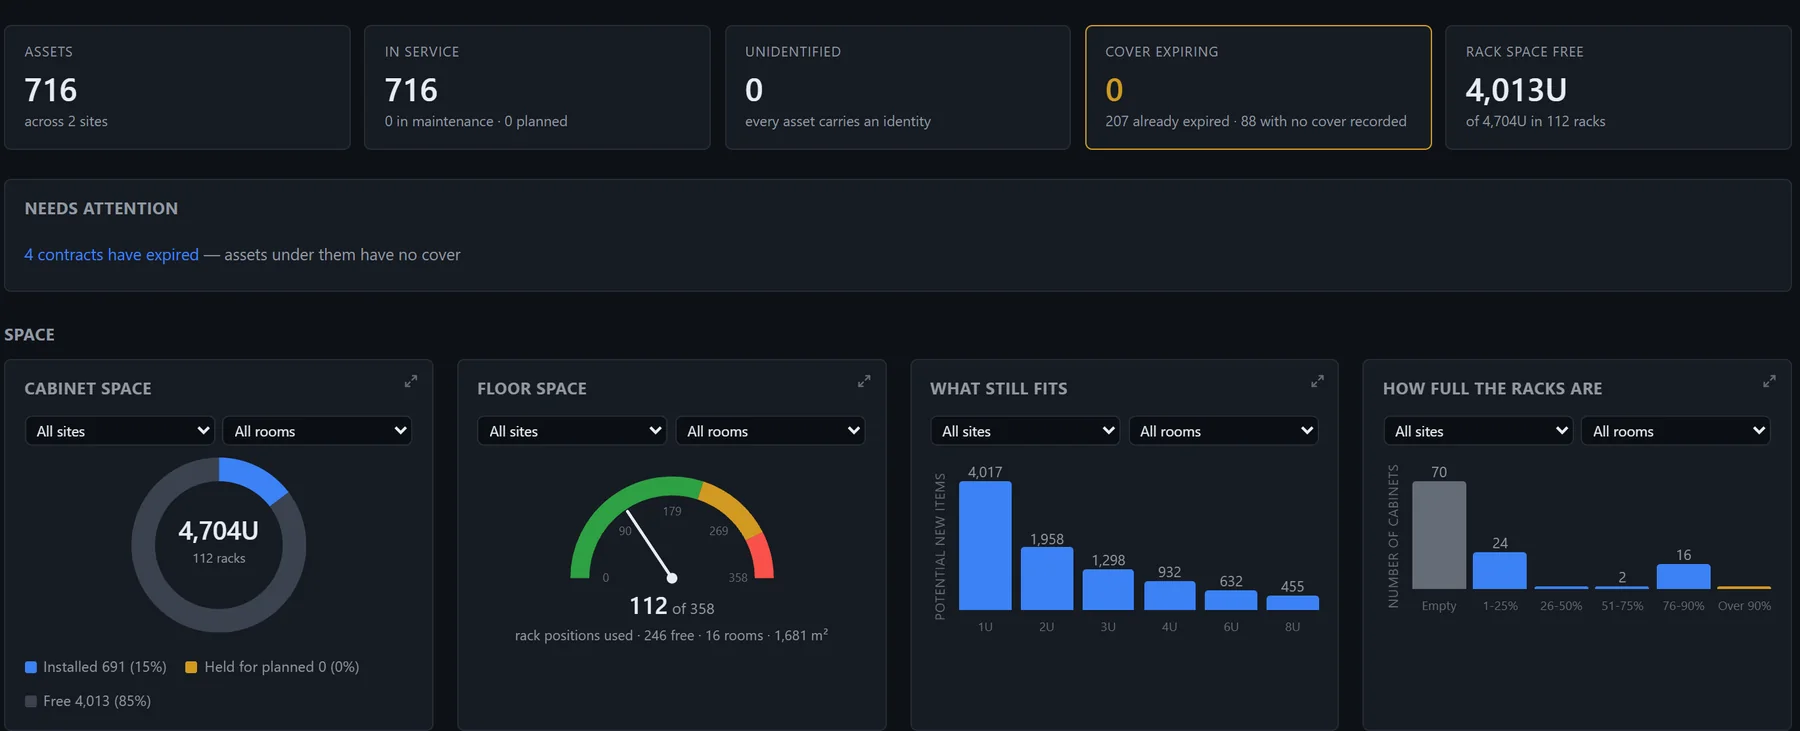 ASSETS
716
across 2 sites
IN SERVICE
716
0 in maintenance · 0 planned
UNIDENTIFIED
0
every asset carries an identity
COVER EXPIRING
0
207 already expired · 88 with no cover recorded
RACK SPACE FREE
4,013U
of 4,704U in 112 racks
NEEDS ATTENTION
4 contracts have expired — assets under them have no cover
SPACE
CABINET SPACE
All sites
All rooms
4,704U
112 racks
Installed 691 (15%)
Held for planned 0 (0%)
Free 4,013 (85%)
FLOOR SPACE
All sites
All rooms
0
90
179
269
358
112 of 358
rack positions used · 246 free · 16 rooms · 1,681 m²
WHAT STILL FITS
All sites
All rooms
POTENTIAL NEW ITEMS
4,017
1,958
1,298
932
632
455
1U
2U
3U
4U
6U
8U
HOW FULL THE RACKS ARE
All sites
All rooms
NUMBER OF CABINETS
70
24
2
16
Empty
1-25%
26-50%
51-75%
76-90%
Over 90%